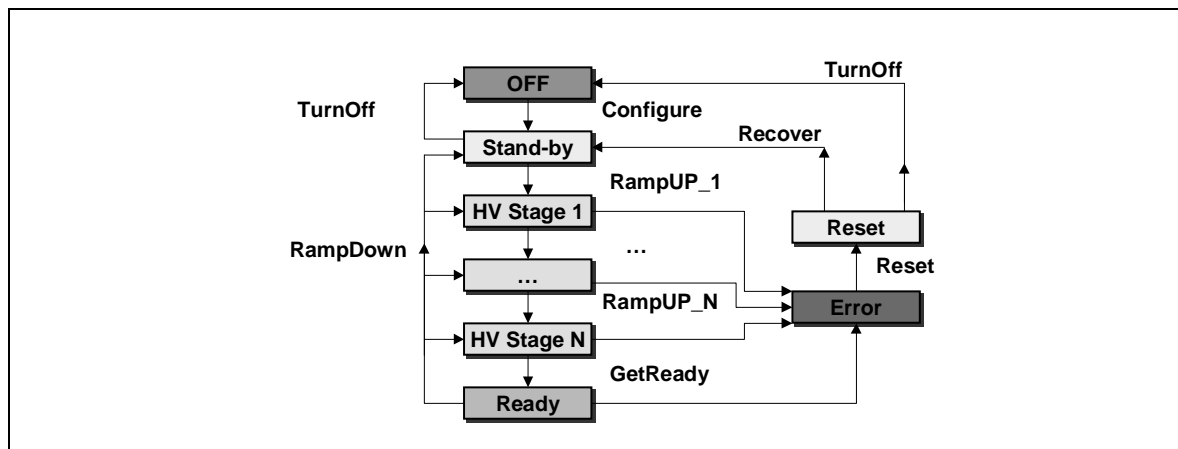 TurnOff
OFF
TurnOff
Configure
Recover
Stand-by
RampUP_1
HV Stage 1
Reset
RampDown
…
Reset
…
RampUP_N
Error
HV Stage N
GetReady
Ready